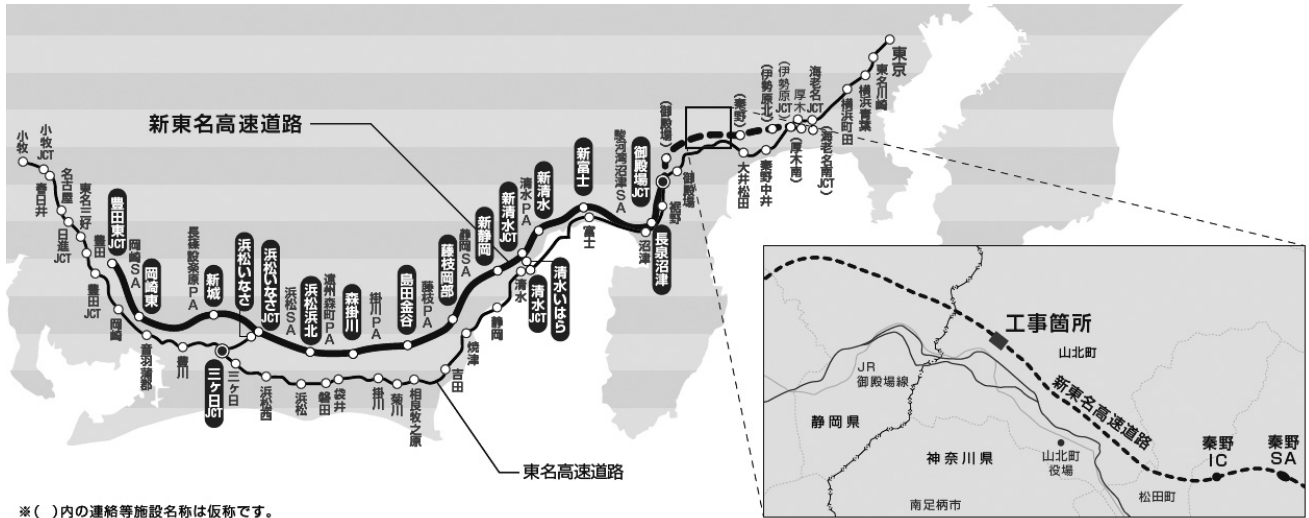 新東名高速道路
小牧
小牧JCT
春日井
名古屋
日進JCT
東名三好
豊田
豊田JCT
岡崎
音羽蒲郡
豊川
三ヶ日JCT
三ヶ日
浜松西
浜松
磐田
袋井
掛川
菊川
相良牧之原
吉田
焼津
静岡
清水
清水JCT
清水いはら
富士
沼津
裾野
御殿場
大井松田
秦野中井
(厚木南)
(海老名南JCT)
豊田東JCT
岡崎SA
岡崎東
長篠設楽原PA
新城
浜松いなさ
浜松いなさJCT
浜松SA
浜松浜北
遠州森町PA
森掛川
掛川PA
島田金谷
藤枝PA
藤枝岡部
静岡SA
新静岡
新清水JCT
清水PA
新清水
新富士
駿河湾沼津SA
長泉沼津
御殿場JCT
(御殿場)
(秦野)
(伊勢原北)
(伊勢原JCT)
厚木
海老名JCT
横浜町田
横浜青葉
東名川崎
東京
東名高速道路
工事箇所
山北町
JR
御殿場線
新東名高速道路
静岡県
神奈川県
山北町
役場
秦野
IC
秦野
SA
松田町
南足柄市
※( )内の連絡等施設名称は仮称です。